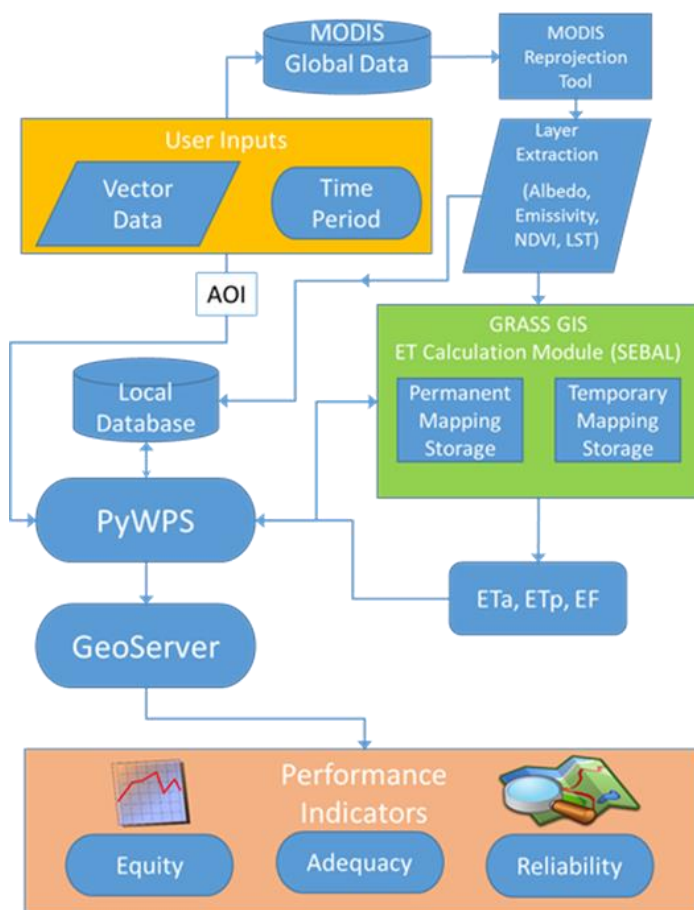 MODIS
Global Data
MODIS
Reprojection
Tool
User Inputs
Vector
Data
Time
Period
Layer
Extraction
(Albedo,
Emissivity,
NDVI, LST)
AOI
GRASS GIS
ET Calculation Module (SEBAL)
Permanent
Mapping
Storage
Temporary
Mapping
Storage
Local
Database
PyWPS
ETa, ETp, EF
GeoServer
Performance
Indicators
Equity
Adequacy
Reliability